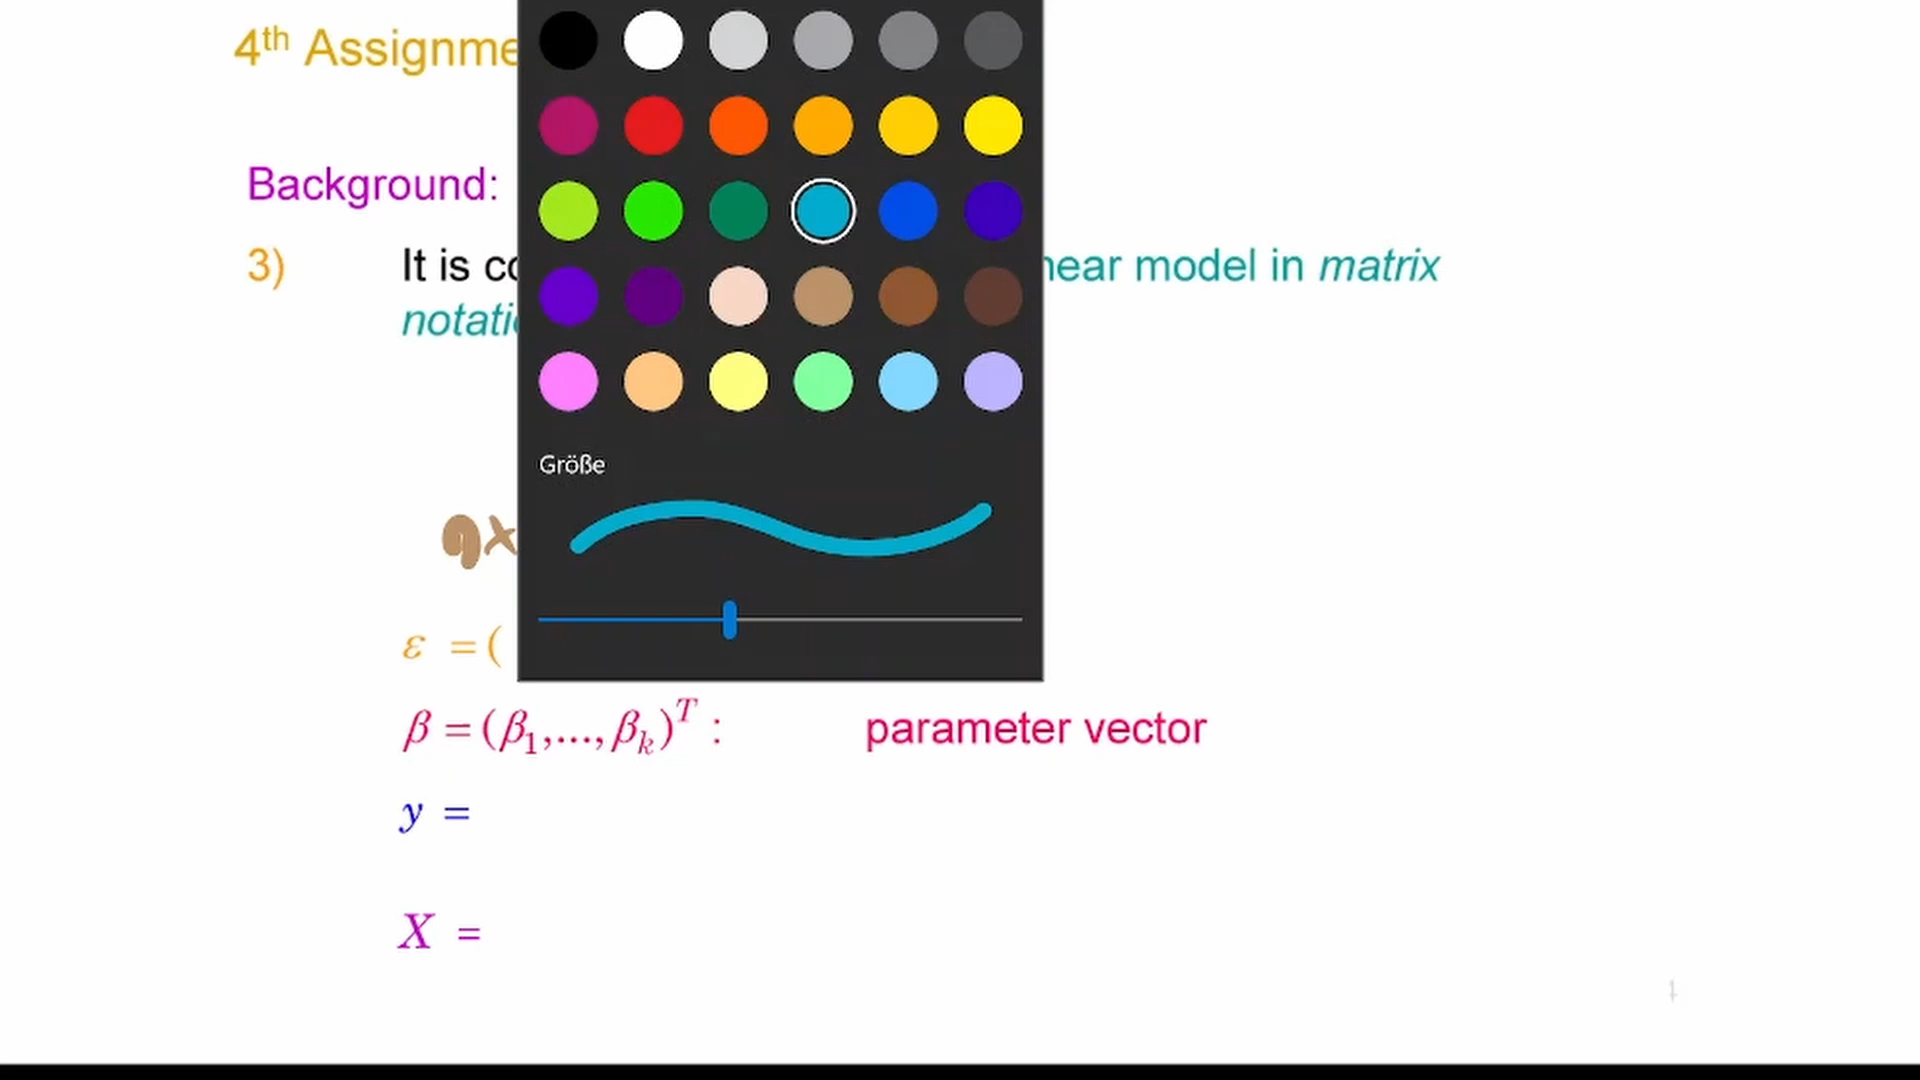 4th Assignme
Background:
3) It is co near model in matrix
notati
Größe
ε = (
β = (β1,..., βk)^T : parameter vector
y =
X =